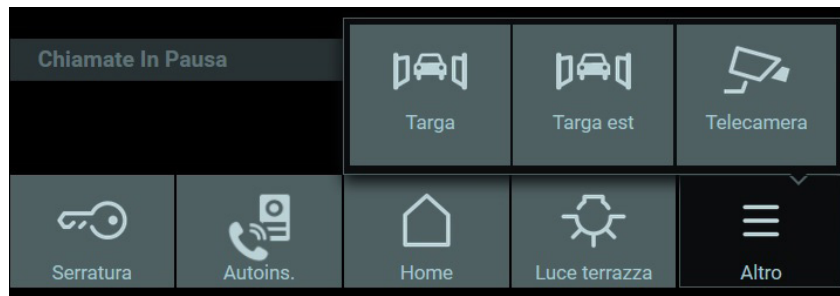 Chiamate In Pausa
Targa
Targa est
Telecamera
Serratura
Autoins.
Home
Luce terrazza
Altro